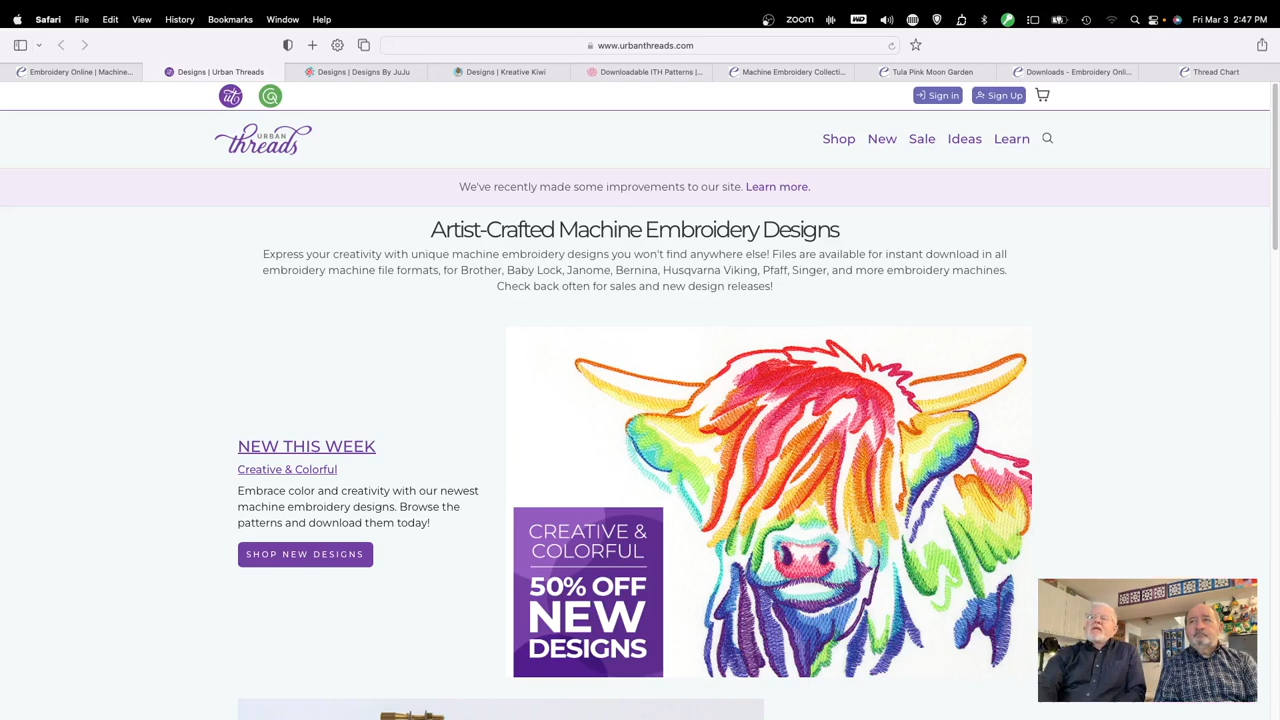 Safari File Edit View History Bookmarks Window Help zoom Fri Mar 3 2:47 PM
www.urbanthreads.com
Embroidery Online | Machine... Designs | Urban Threads Designs | Designs By JuJu Designs | Kreative Kiwi Downloadable ITH Patterns |... Machine Embroidery Collecti... Tula Pink Moon Garden Downloads - Embroidery Onl... Thread Chart
ut Sign in Sign Up
URBAN
threads
Shop New Sale Ideas Learn
We've recently made some improvements to our site. Learn more.
Artist-Crafted Machine Embroidery Designs
Express your creativity with unique machine embroidery designs you won't find anywhere else! Files are available for instant download in all
embroidery machine file formats, for Brother, Baby Lock, Janome, Bernina, Husqvarna Viking, Pfaff, Singer, and more embroidery machines.
Check back often for sales and new design releases!
NEW THIS WEEK
Creative & Colorful
Embrace color and creativity with our newest
machine embroidery designs. Browse the
patterns and download them today!
SHOP NEW DESIGNS
CREATIVE &
COLORFUL
50% OFF
NEW
DESIGNS